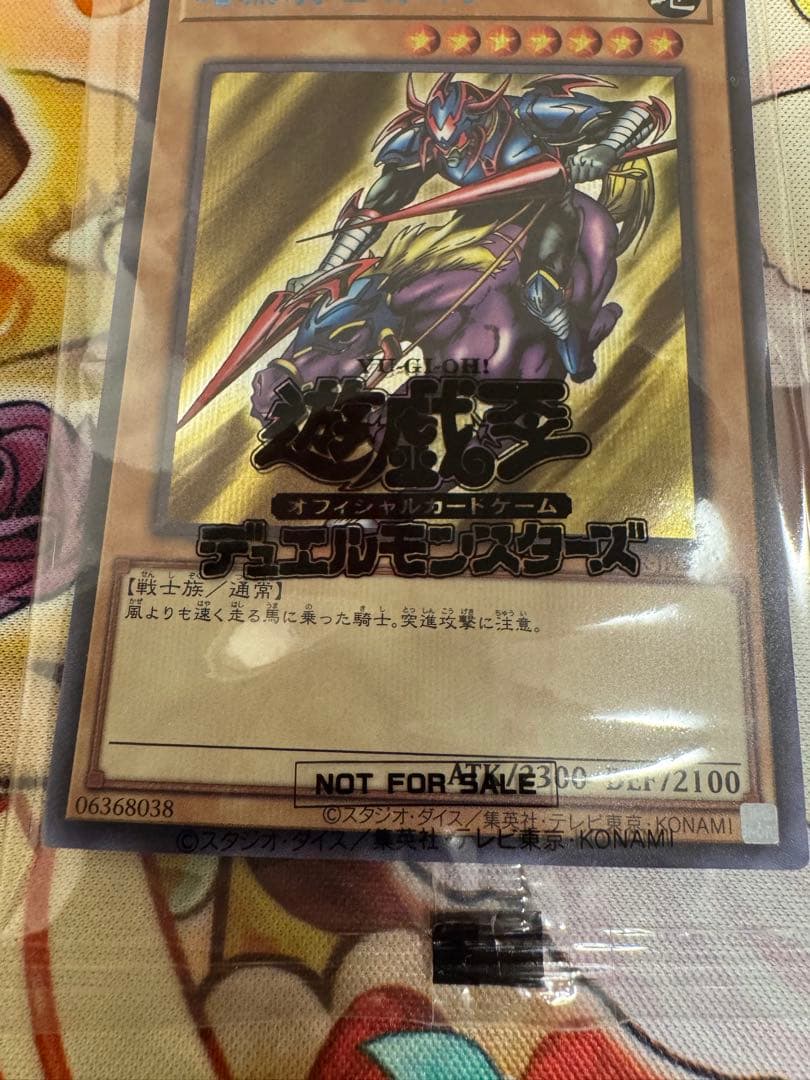 YU-GI-OH!
遊戯王
オフィシャルカードゲーム
デュエルモンスターズ
【戦士族／通常】
風よりも速く走る馬に乗った騎士。突進攻撃に注意。
ATK/2300 DEF/2100
NOT FOR SALE
06368038
©スタジオ・ダイス／集英社・テレビ東京・KONAMI
©スタジオ・ダイス／集英社・テレビ東京・KONAMI